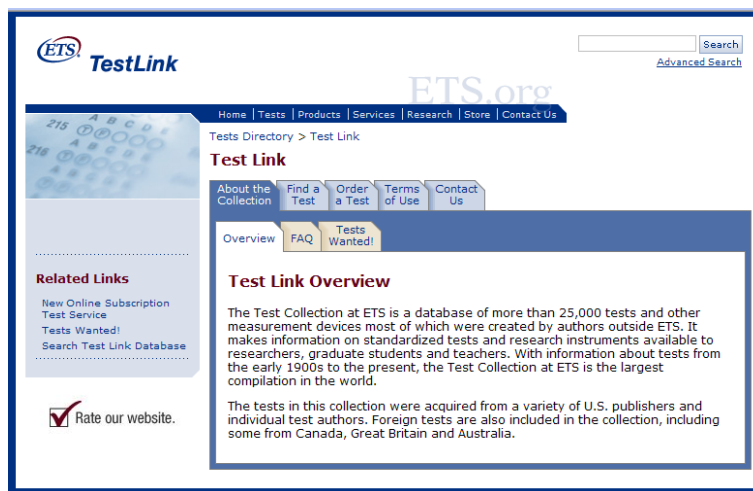 ETS
TestLink
Search
Advanced Search
ETS.org
Home | Tests | Products | Services | Research | Store | Contact Us
215 A B C D E
216 A B C D
Tests Directory > Test Link
Test Link
About the Collection
Find a Test
Order a Test
Terms of Use
Contact Us
Overview
FAQ
Tests Wanted!
Related Links
New Online Subscription
Test Service
Tests Wanted!
Search Test Link Database
Rate our website.
Test Link Overview
The Test Collection at ETS is a database of more than 25,000 tests and other
measurement devices most of which were created by authors outside ETS. It
makes information on standardized tests and research instruments available to
researchers, graduate students and teachers. With information about tests from
the early 1900s to the present, the Test Collection at ETS is the largest
compilation in the world.
The tests in this collection were acquired from a variety of U.S. publishers and
individual test authors. Foreign tests are also included in the collection, including
some from Canada, Great Britain and Australia.